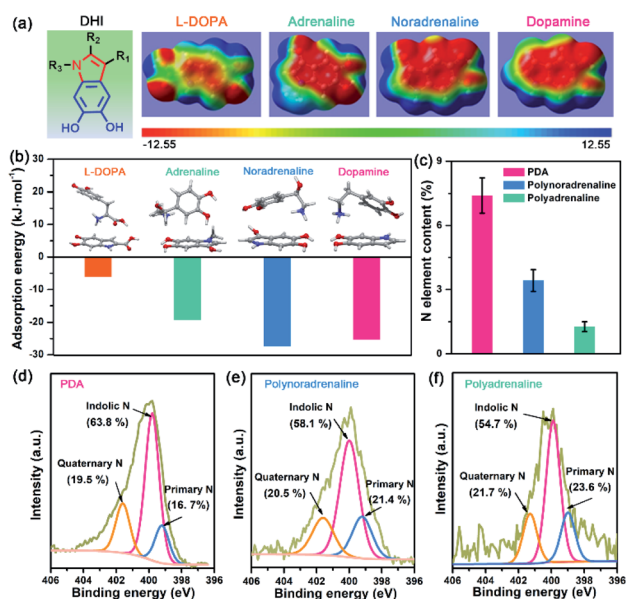 (a)
DHI
L-DOPA
Adrenaline
Noradrenaline
Dopamine
R₂
R₃
R₁
N
HO
OH
-12.55
12.55
(b)
L-DOPA
Adrenaline
Noradrenaline
Dopamine
Adsorption energy (kJ·mol⁻¹)
30
20
10
0
-10
-20
-30
(c)
PDA
Polynoradrenaline
Polyadrenaline
N element content (%)
9
6
3
0
(d)
PDA
Indolic N
(63.8 %)
Quaternary N
(19.5 %)
Primary N
(16. 7%)
Intensity (a.u.)
406 404 402 400 398 396
Binding energy (eV)
(e)
Polynoradrenaline
Indolic N
(58.1 %)
Quaternary N
(20.5 %)
Primary N
(21.4 %)
Intensity (a.u.)
406 404 402 400 398 396
Binding energy (eV)
(f)
Polyadrenaline
Indolic N
(54.7 %)
Quaternary N
(21.7 %)
Primary N
(23.6 %)
Intensity (a.u.)
406 404 402 400 398 396
Binding energy (eV)